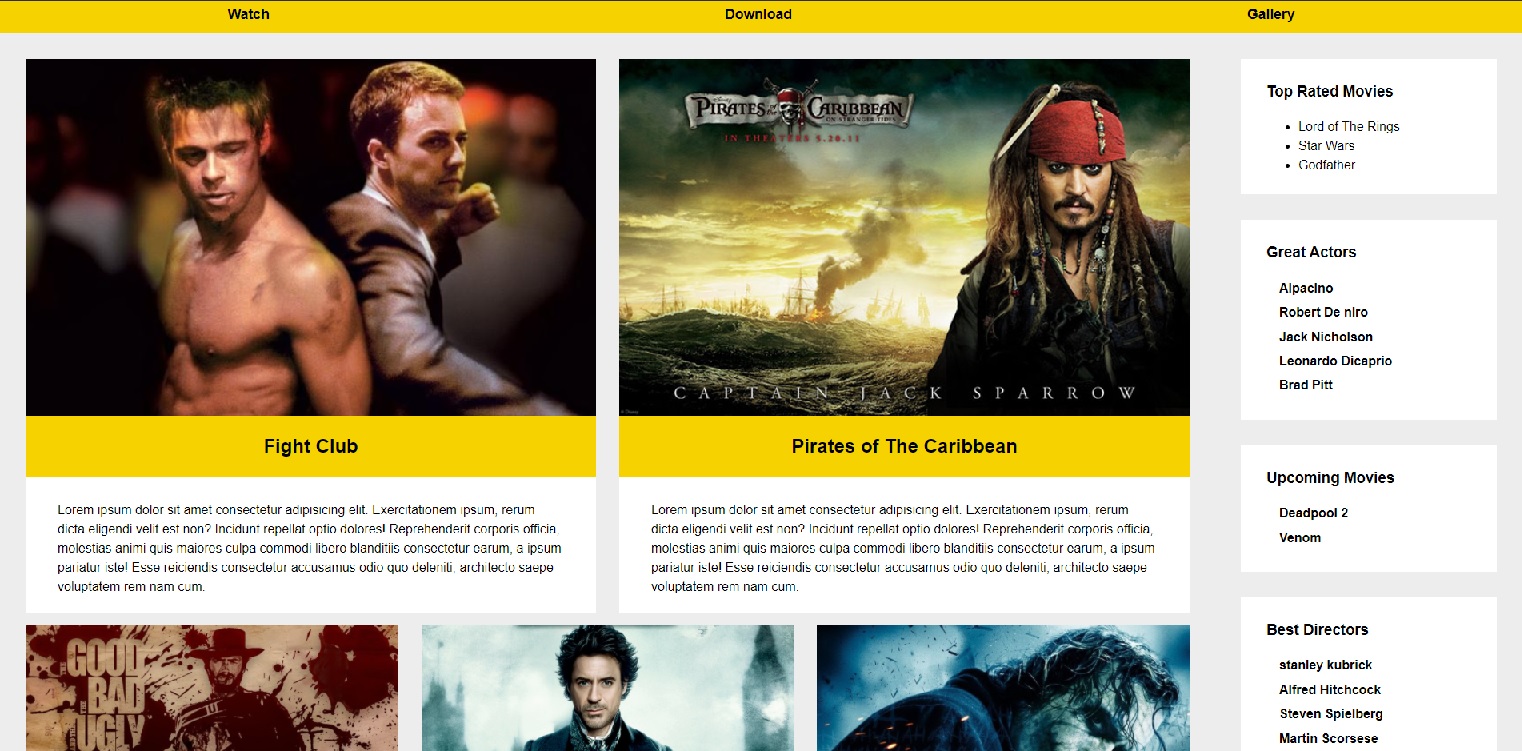 Watch
Download
Gallery
PIRATES of the CARIBBEAN
ON STRANGER TIDES
IN THEATERS 5.20.11
CAPTAIN JACK SPARROW
Fight Club
Pirates of The Caribbean
Lorem ipsum dolor sit amet consectetur adipisicing elit. Exercitationem ipsum, rerum
dicta eligendi velit est non? Incidunt repellat optio dolores! Reprehenderit corporis officia,
molestias animi quis maiores culpa commodi libero blanditiis consectetur earum, a ipsum
pariatur iste! Esse reiciendis consectetur accusamus odio quo deleniti, architecto saepe
voluptatem rem nam cum.
Lorem ipsum dolor sit amet consectetur adipisicing elit. Exercitationem ipsum, rerum
dicta eligendi velit est non? Incidunt repellat optio dolores! Reprehenderit corporis officia,
molestias animi quis maiores culpa commodi libero blanditiis consectetur earum, a ipsum
pariatur iste! Esse reiciendis consectetur accusamus odio quo deleniti, architecto saepe
voluptatem rem nam cum.
GOOD
BAD
THE
UGLY
Top Rated Movies
Lord of The Rings
Star Wars
Godfather
Great Actors
Alpacino
Robert De niro
Jack Nicholson
Leonardo Dicaprio
Brad Pitt
Upcoming Movies
Deadpool 2
Venom
Best Directors
stanley kubrick
Alfred Hitchcock
Steven Spielberg
Martin Scorsese